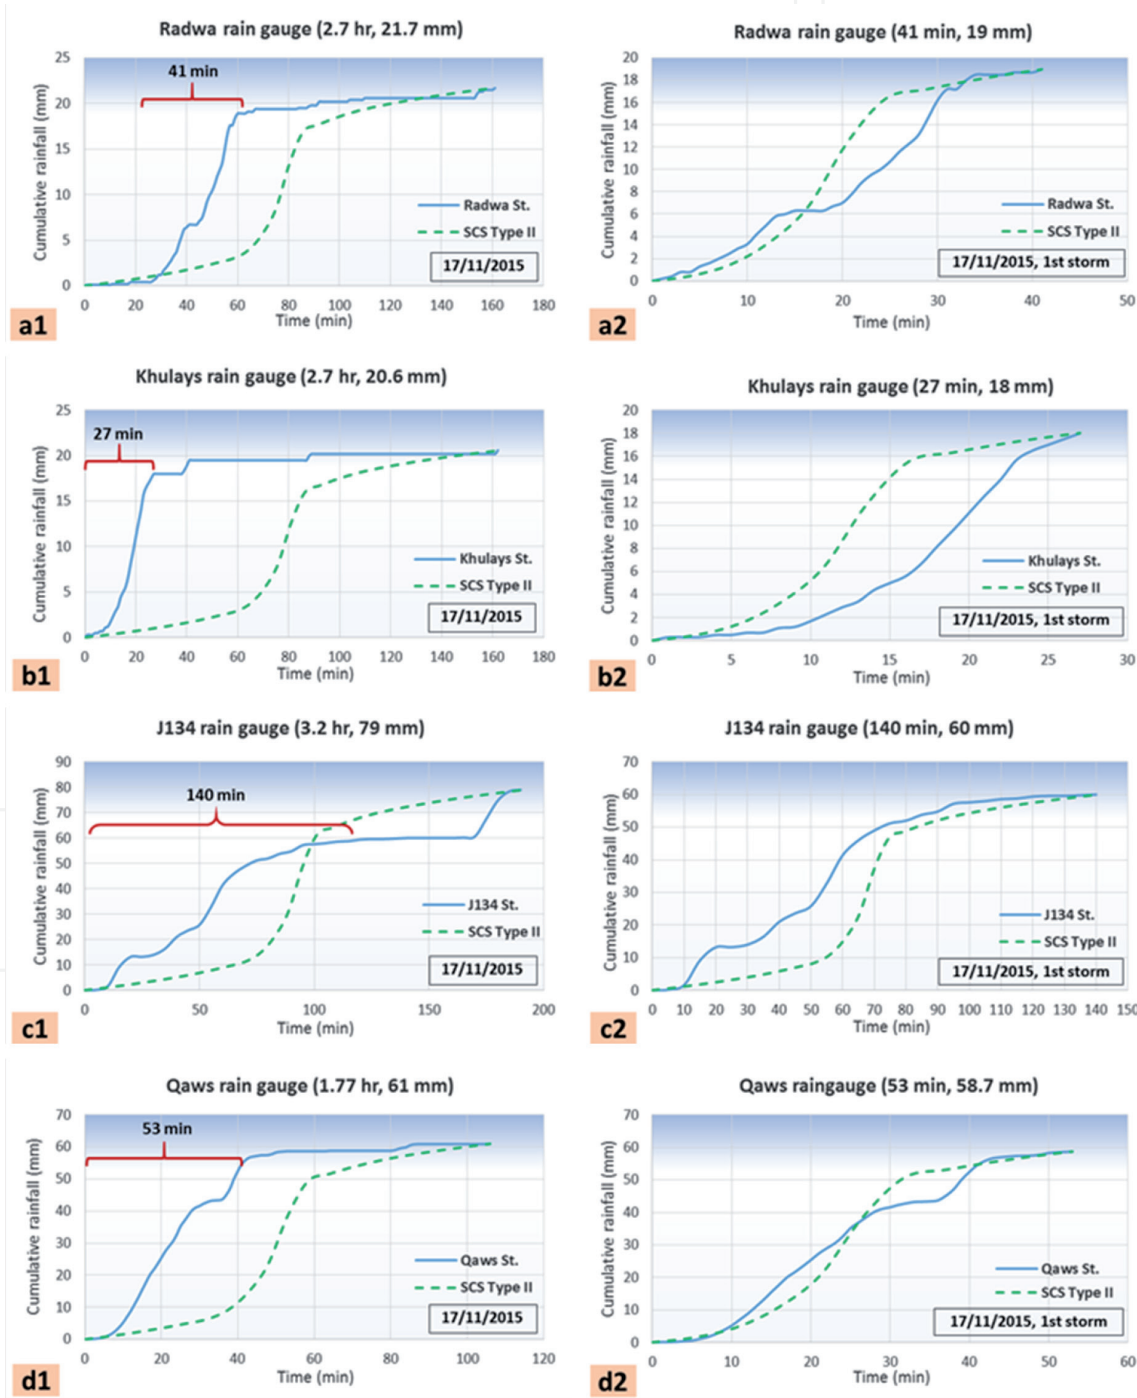 Radwa rain gauge (2.7 hr, 21.7 mm)
Cumulative rainfall (mm)
25
20
15
10
5
0
41 min
Radwa St.
SCS Type II
17/11/2015
0 20 40 60 80 100 120 140 160 180
Time (min)
a1
Radwa rain gauge (41 min, 19 mm)
Cumulative rainfall (mm)
20
18
16
14
12
10
8
6
4
2
0
Radwa St.
SCS Type II
17/11/2015, 1st storm
0 10 20 30 40 50
Time (min)
a2
Khulays rain gauge (2.7 hr, 20.6 mm)
Cumulative rainfall (mm)
25
20
15
10
5
0
27 min
Khulays St.
SCS Type II
17/11/2015
0 20 40 60 80 100 120 140 160 180
Time (min)
b1
Khulays rain gauge (27 min, 18 mm)
Cumulative rainfall (mm)
20
18
16
14
12
10
8
6
4
2
0
Khulays St.
SCS Type II
17/11/2015, 1st storm
0 5 10 15 20 25 30
Time (min)
b2
J134 rain gauge (3.2 hr, 79 mm)
Cumulative rainfall (mm)
90
80
70
60
50
40
30
20
10
0
140 min
J134 St.
SCS Type II
17/11/2015
0 50 100 150 200
Time (min)
c1
J134 rain gauge (140 min, 60 mm)
Cumulative rainfall (mm)
70
60
50
40
30
20
10
0
J134 St.
SCS Type II
17/11/2015, 1st storm
0 10 20 30 40 50 60 70 80 90 100 110 120 130 140 150
Time (min)
c2
Qaws rain gauge (1.77 hr, 61 mm)
Cumulative rainfall (mm)
70
60
50
40
30
20
10
0
53 min
Qaws St.
SCS Type II
17/11/2015
0 20 40 60 80 100 120
Time (min)
d1
Qaws raingauge (53 min, 58.7 mm)
Cumulative rainfall (mm)
70
60
50
40
30
20
10
0
Qaws St.
SCS Type II
17/11/2015, 1st storm
0 10 20 30 40 50 60
Time (min)
d2